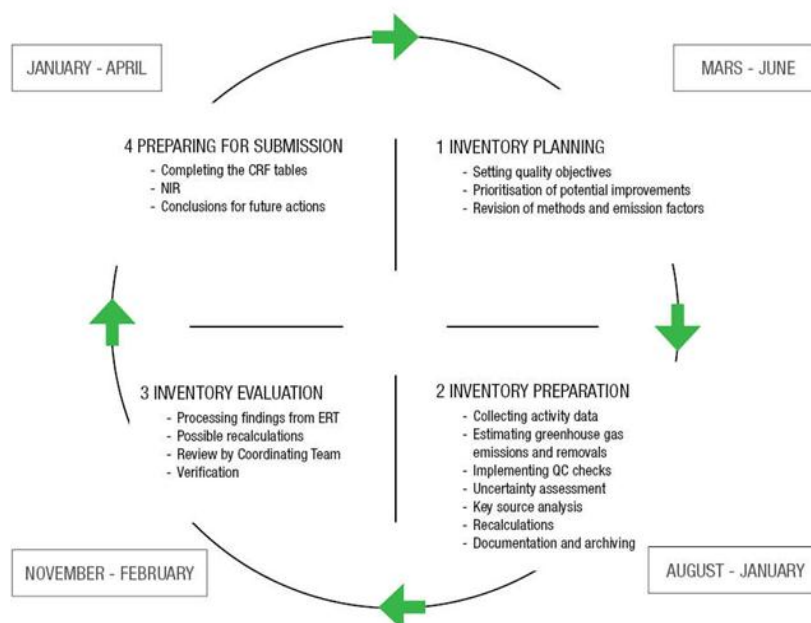 JANUARY - APRIL
MARS - JUNE
4 PREPARING FOR SUBMISSION
- Completing the CRF tables
- NIR
- Conclusions for future actions
1 INVENTORY PLANNING
- Setting quality objectives
- Prioritisation of potential improvements
- Revision of methods and emission factors
3 INVENTORY EVALUATION
- Processing findings from ERT
- Possible recalculations
- Review by Coordinating Team
- Verification
2 INVENTORY PREPARATION
- Collecting activity data
- Estimating greenhouse gas
emissions and removals
- Implementing QC checks
- Uncertainty assessment
- Key source analysis
- Recalculations
- Documentation and archiving
NOVEMBER - FEBRUARY
AUGUST - JANUARY